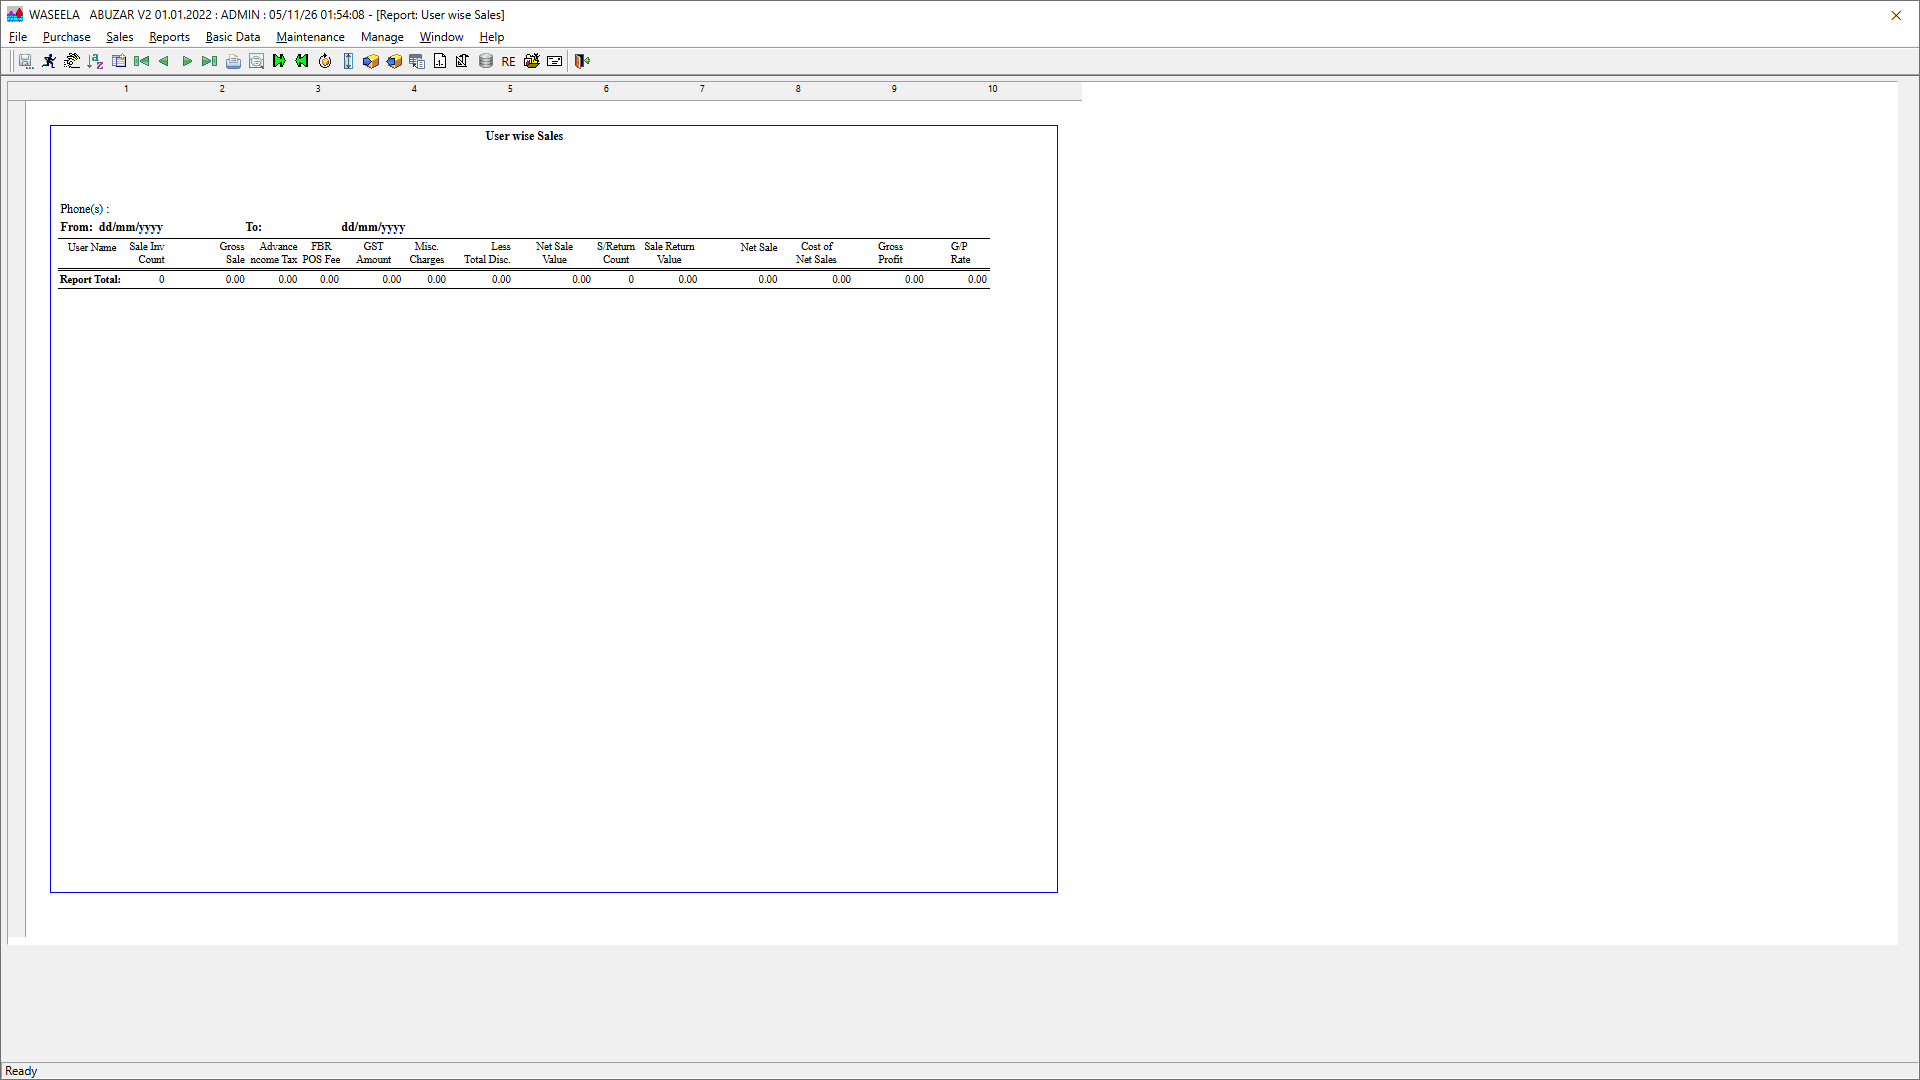 WASEELA   ABUZAR V2 01.01.2022 : ADMIN : 05/11/26 01:54:08 - [Report: User wise Sales]
File Purchase Sales Reports Basic Data Maintenance Manage Window Help
RE
1 2 3 4 5 6 7 8 9 10
User wise Sales
Phone(s) :
From: dd/mm/yyyy To: dd/mm/yyyy
User Name Sale Inv Gross Advance FBR GST Misc. Less Net Sale S/Return Sale Return Net Sale Cost of Gross G/P
Count Sale ncome Tax POS Fee Amount Charges Total Disc. Value Count Value Net Sales Profit Rate
Report Total: 0 0.00 0.00 0.00 0.00 0.00 0.00 0.00 0 0.00 0.00 0.00 0.00 0.00
Ready